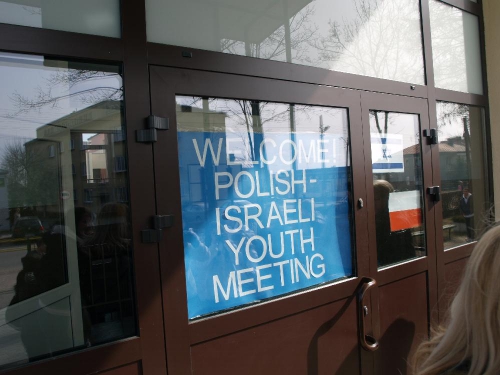 WELCOME!
POLISH-
ISRAELI
YOUTH
MEETING